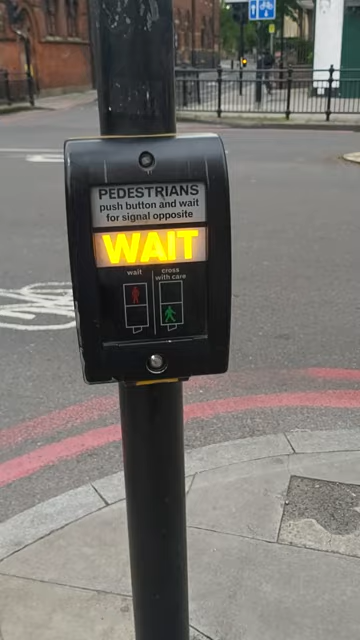 PEDESTRIANS
push button and wait
for signal opposite
WAIT
wait
cross
with care